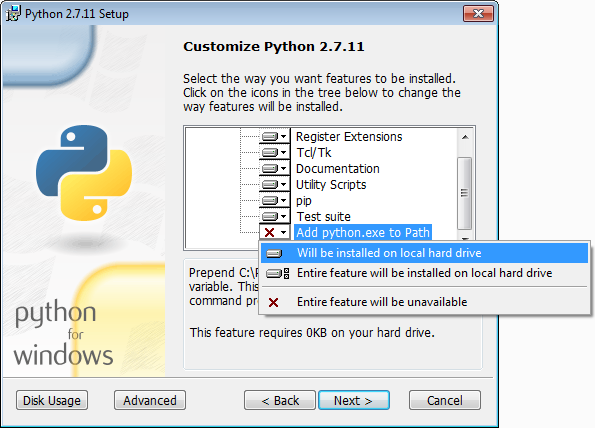 Python 2.7.11 Setup
Customize Python 2.7.11
Select the way you want features to be installed.
Click on the icons in the tree below to change the
way features will be installed.
Register Extensions
Tcl/Tk
Documentation
Utility Scripts
pip
Test suite
Add python.exe to Path
Will be installed on local hard drive
Entire feature will be installed on local hard drive
Entire feature will be unavailable
Prepend C:\
variable. This
command
This feature requires 0KB on your hard drive.
python
for
windows
Disk Usage
Advanced
< Back
Next >
Cancel